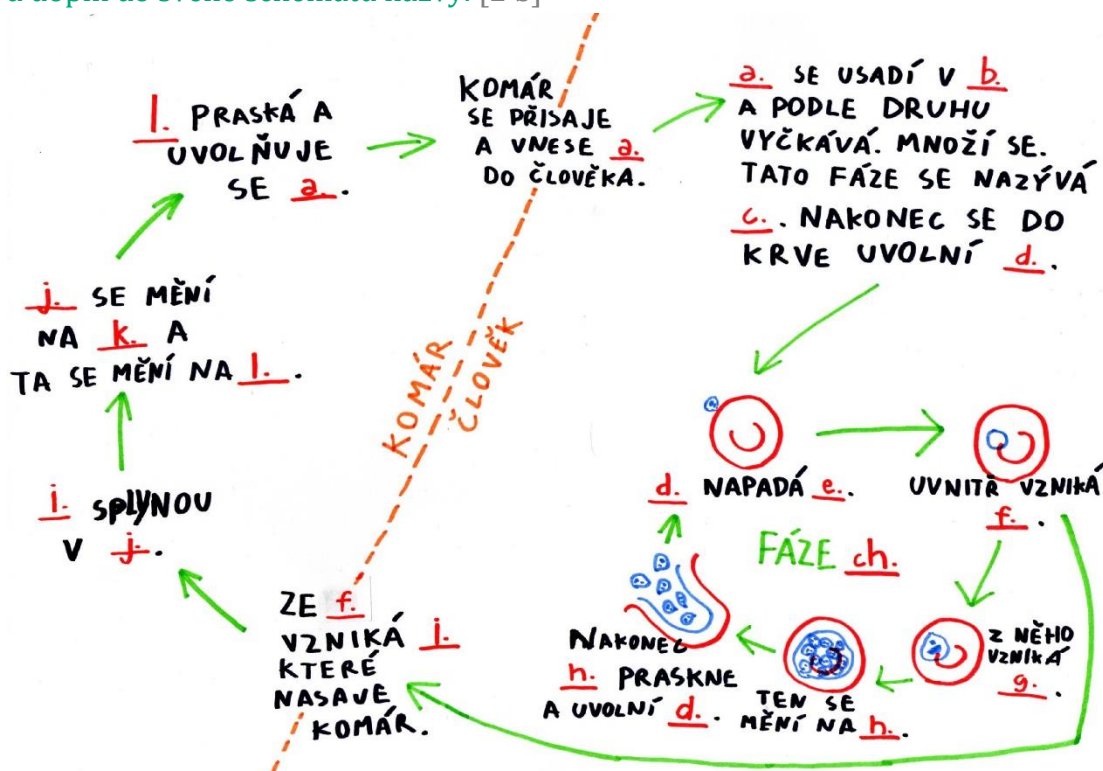 a doplň do svého schématu názvy. [2 b]
l. PRASKÁ A
UVOLŇUJE
SE a.
KOMÁR
SE PŘISAJE
A VNESE a.
DO ČLOVĚKA.
a. SE USADÍ V b.
A PODLE DRUHU
VYČKÁVÁ. MNOŽÍ SE.
TATO FÁZE SE NAZÝVÁ
c. . NAKONEC SE DO
KRVE UVOLNÍ d. .
d. NAPADÁ e. .
UVNITŘ VZNIKÁ
f. .
FÁZE ch.
Z NĚHO
VZNIKÁ
g. .
TEN SE
MĚNÍ NA h. .
NAKONEC
h. PRASKNE
A UVOLNÍ d. .
ZE f.
VZNIKÁ i.
KTERÉ
NASAVE
KOMÁR.
i. SPLYNOU
V j. .
j. SE MĚNÍ
NA k. A
TA SE MĚNÍ NA l. .
KOMÁR
ČLOVĚK